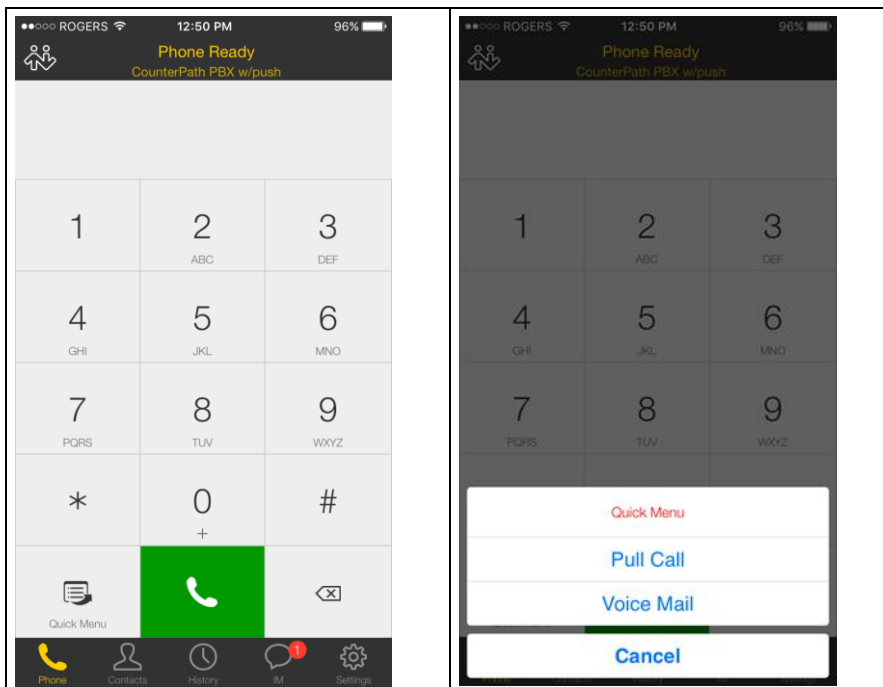 ROGERS 12:50 PM 96%
Phone Ready
CounterPath PBX w/push
1 2 3
ABC DEF
4 5 6
GHI JKL MNO
7 8 9
PQRS TUV WXYZ
* 0 #
+
Quick Menu
1
Phone Contacts History IM Settings
ROGERS 12:50 PM 96%
Phone Ready
CounterPath PBX w/push
1 2 3
ABC DEF
4 5 6
GHI JKL MNO
7 8 9
PQRS TUV WXYZ
Quick Menu
Pull Call
Voice Mail
Cancel